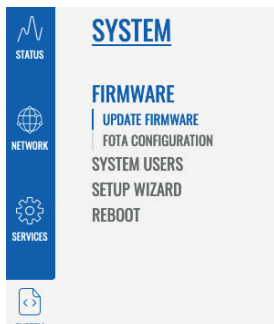 STATUS
NETWORK
SERVICES
SYSTEM
FIRMWARE
UPDATE FIRMWARE
FOTA CONFIGURATION
SYSTEM USERS
SETUP WIZARD
REBOOT